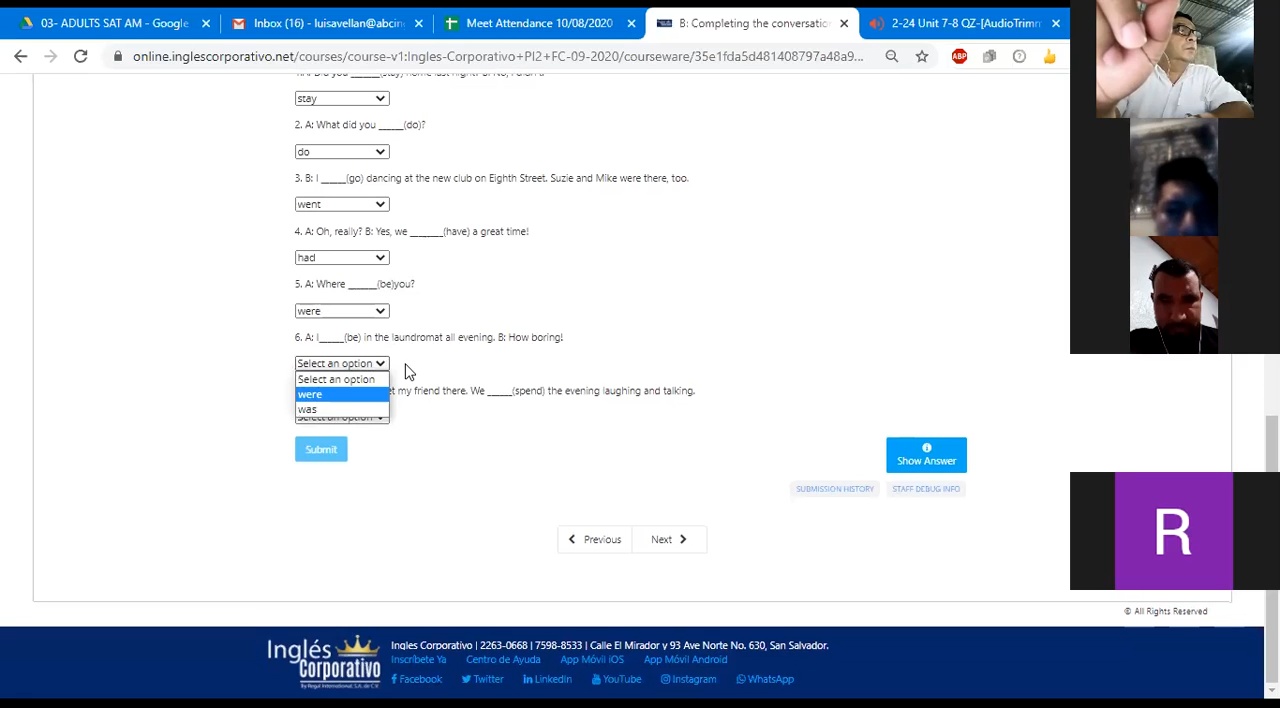 03- ADULTS SAT AM - Google
Inbox (16) - luisavellan@abcin
Meet Attendance 10/08/2020
B: Completing the conversatio
2-24 Unit 7-8 QZ-[AudioTrimm
online.inglescorporativo.net/courses/course-v1:Ingles-Corporativo+PI2+FC-09-2020/courseware/35e1fda5d481408797a48a9...
ABP
stay
2. A: What did you _____(do)?
do
3. B: I _____(go) dancing at the new club on Eighth Street. Suzie and Mike were there, too.
went
4. A: Oh, really? B: Yes, we _______(have) a great time!
had
5. A: Where ______(be)you?
were
6. A: I_____(be) in the laundromat all evening. B: How boring!
Select an option
Select an option
were
was
my friend there. We _____(spend) the evening laughing and talking.
Select an option
Submit
Show Answer
SUBMISSION HISTORY
STAFF DEBUG INFO
Previous
Next
R
© All Rights Reserved
Inglés
Corporativo
Ingles Corporativo | 2263-0668 | 7598-8533 | Calle El Mirador y 93 Ave Norte No. 630, San Salvador.
Inscríbete Ya
Centro de Ayuda
App Móvil iOS
App Móvil Android
Facebook
Twitter
LinkedIn
YouTube
Instagram
WhatsApp